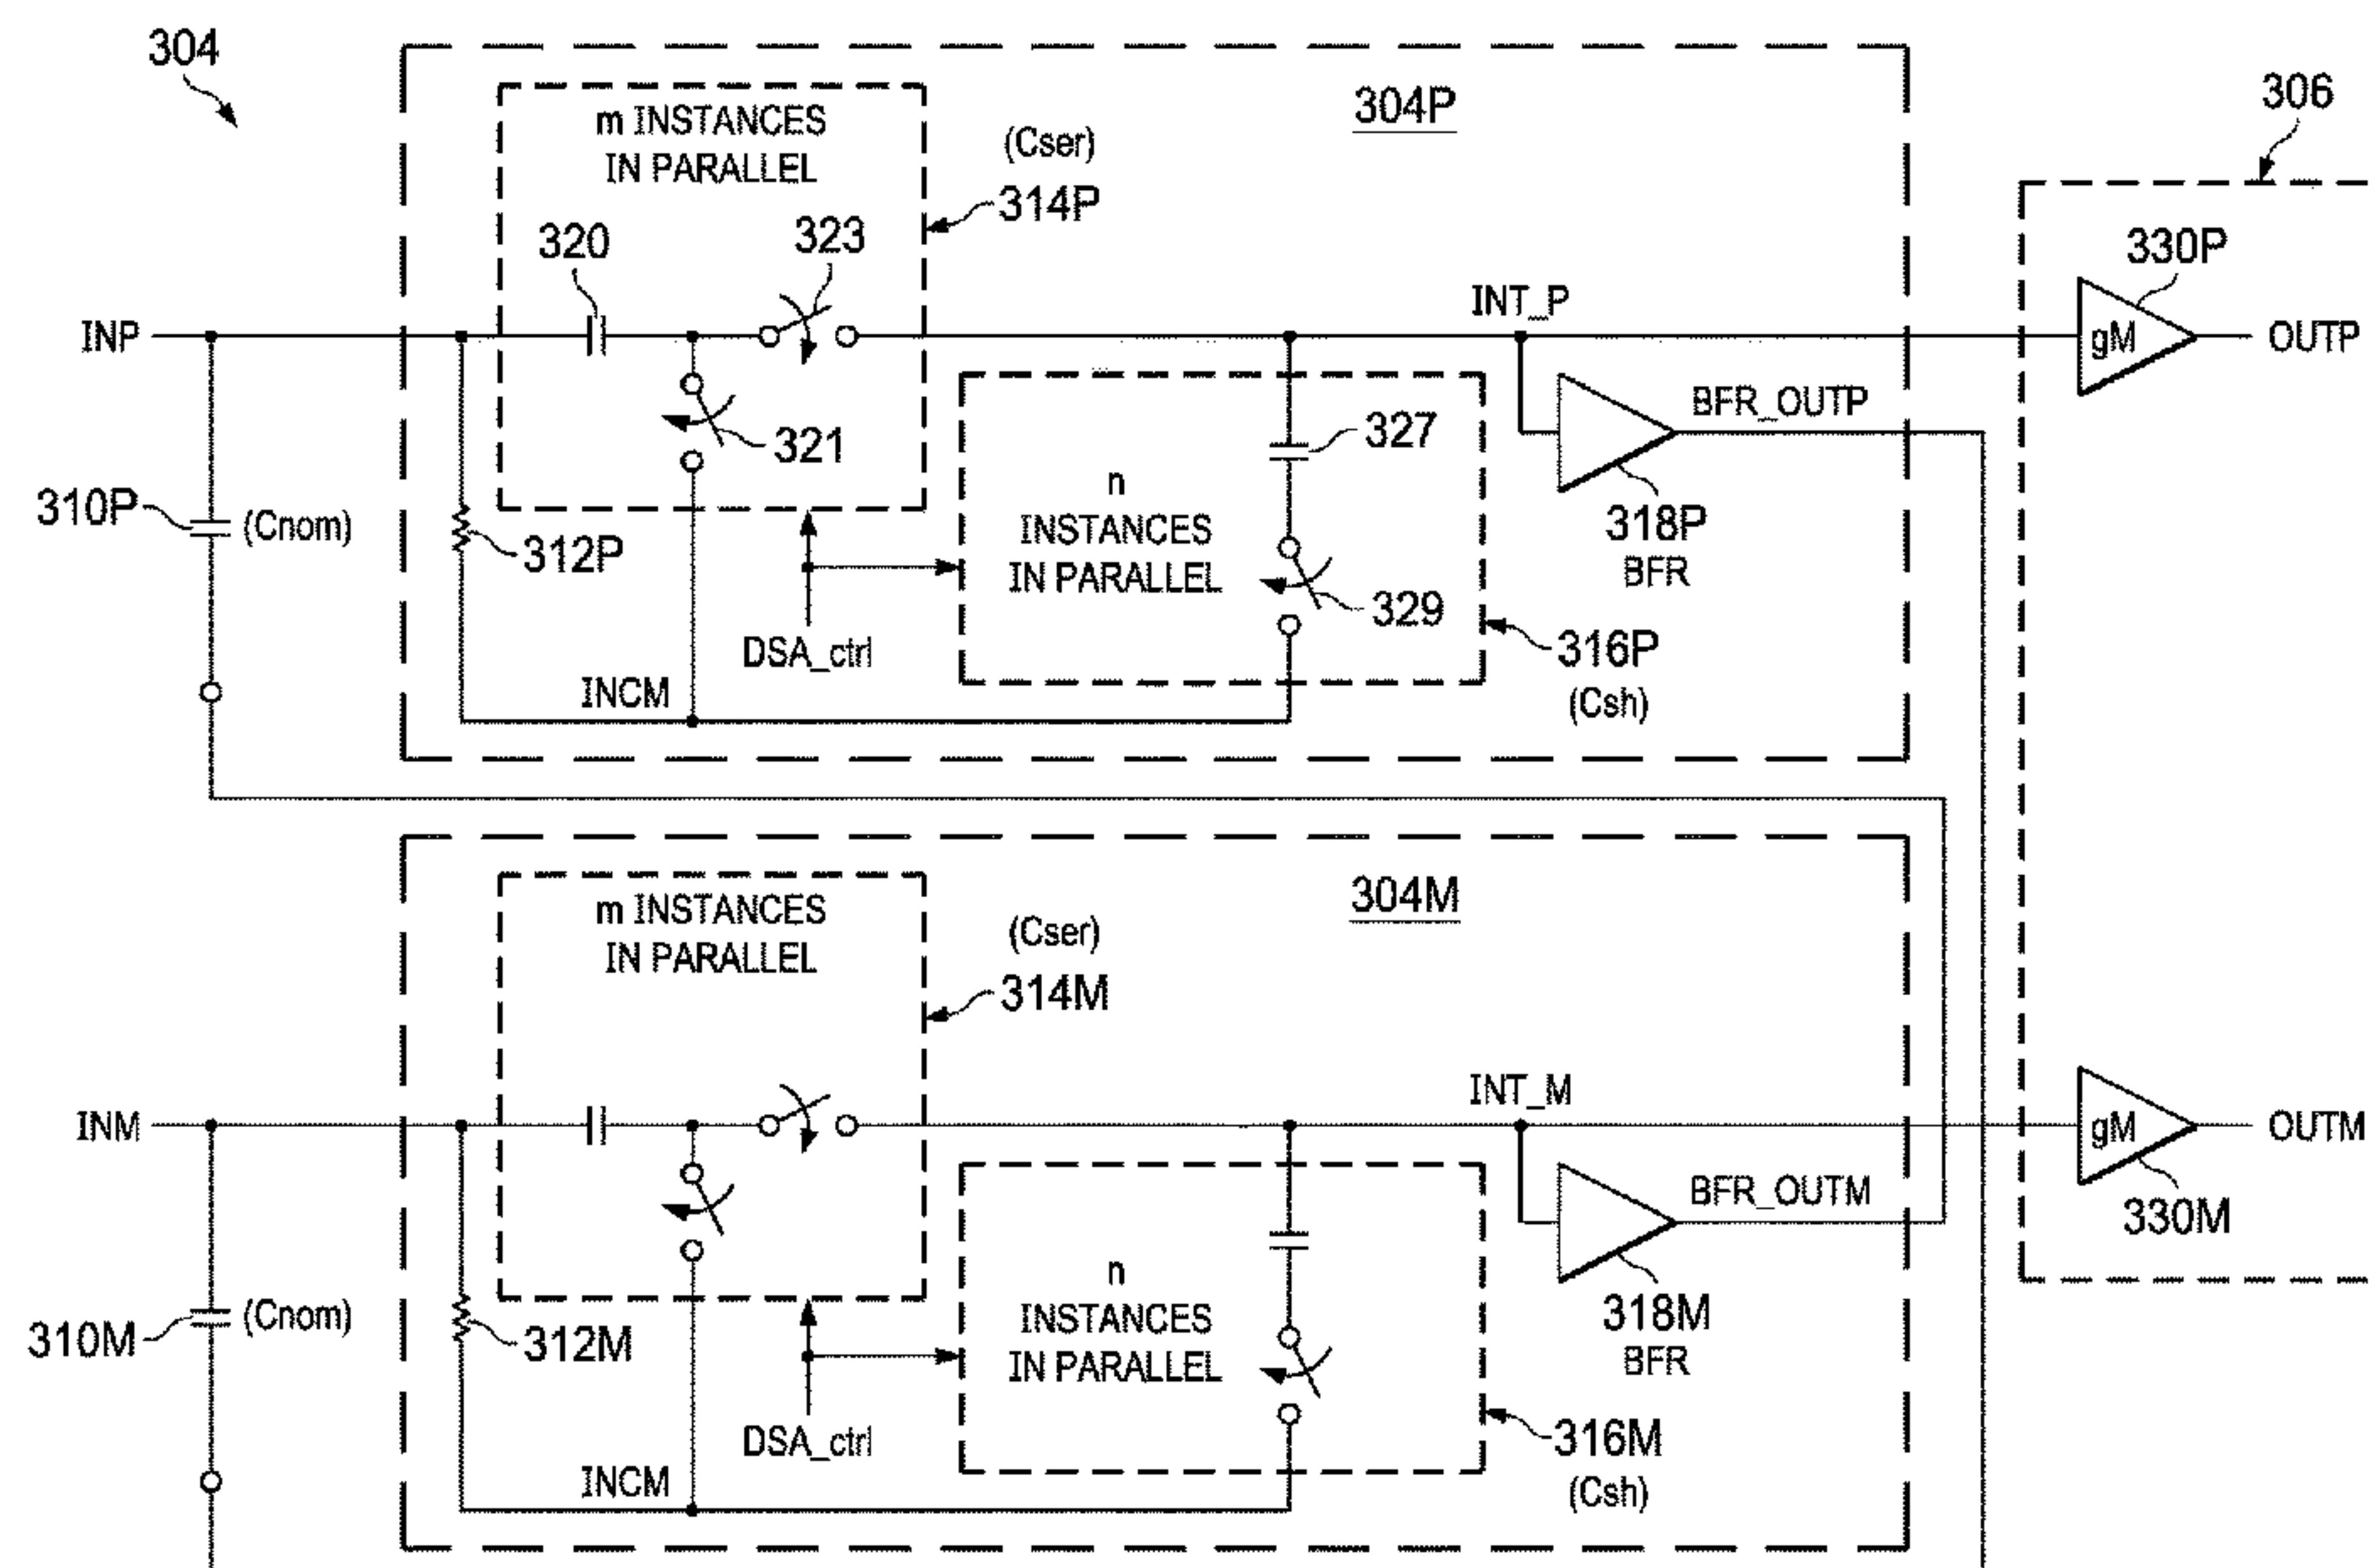 304
m INSTANCES
IN PARALLEL
(Cser)
314P
304P
306
320
323
330P
INP
INT_P
gM
OUTP
321
327
BFR_OUTP
310P
(Cnom)
312P
n
INSTANCES
IN PARALLEL
329
318P
BFR
DSA_ctrl
316P
(Csh)
INCM
m INSTANCES
IN PARALLEL
(Cser)
314M
304M
INM
INT_M
gM
OUTM
BFR_OUTM
330M
310M
(Cnom)
312M
n
INSTANCES
IN PARALLEL
318M
BFR
DSA_ctrl
316M
(Csh)
INCM